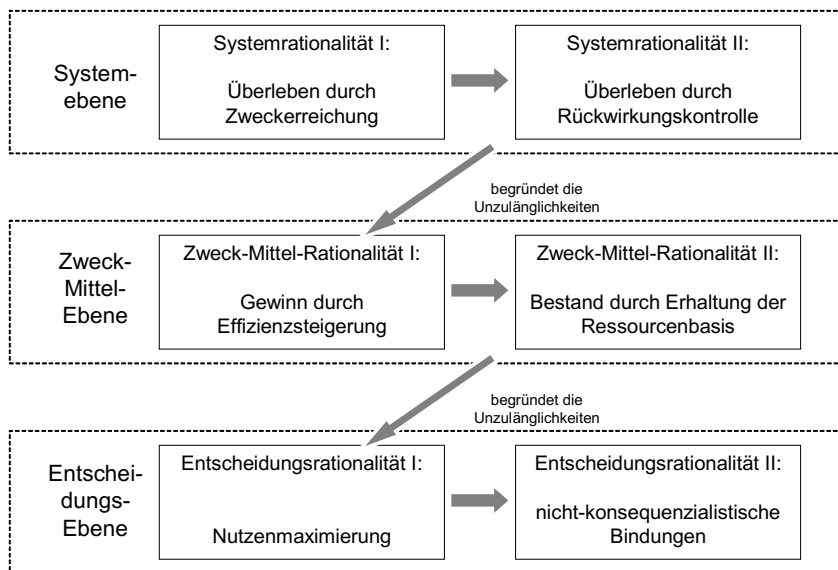 System-
ebene
Systemrationalität I:
Überleben durch
Zweckerreichung
Systemrationalität II:
Überleben durch
Rückwirkungskontrolle
begründet die
Unzulänglichkeiten
Zweck-
Mittel-
Ebene
Zweck-Mittel-Rationalität I:
Gewinn durch
Effizienzsteigerung
Zweck-Mittel-Rationalität II:
Bestand durch Erhaltung der
Ressourcenbasis
begründet die
Unzulänglichkeiten
Entschei-
dungs-
Ebene
Entscheidungsrationalität I:
Nutzenmaximierung
Entscheidungsrationalität II:
nicht-konsequenzialistische
Bindungen